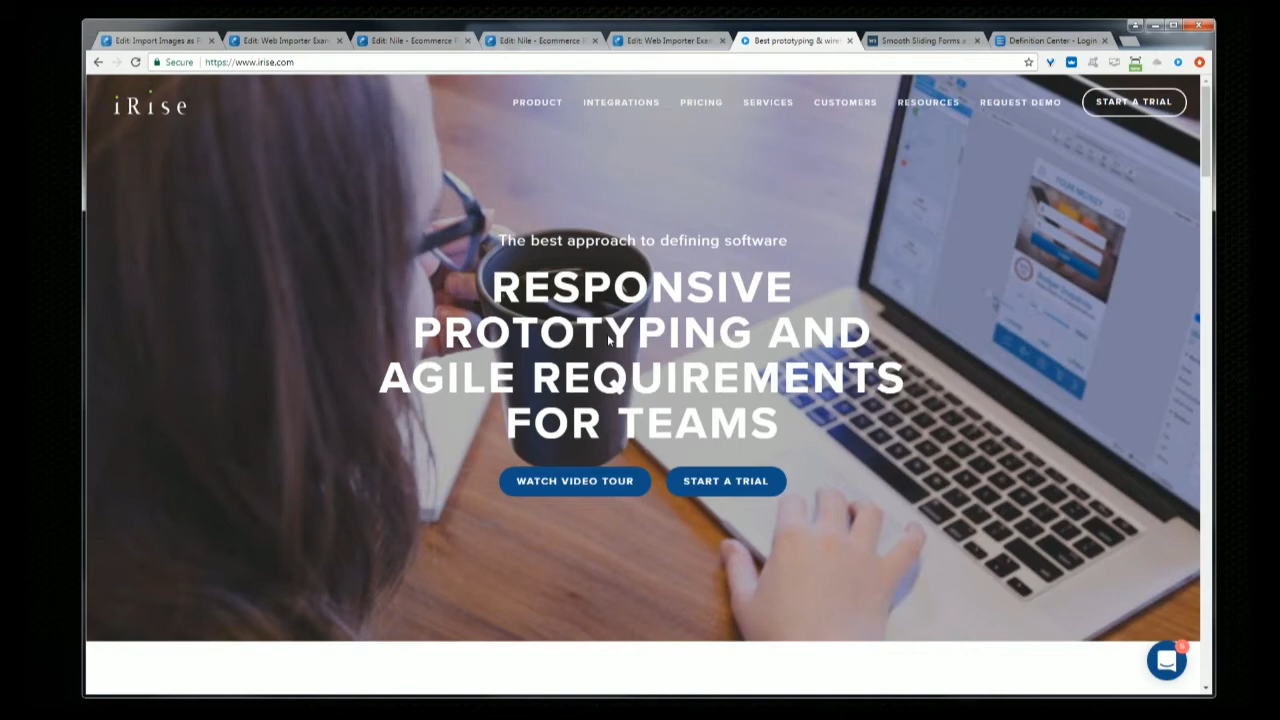 Edit: Import Images as
Edit: Web Importer Exam
Edit: Nile - Ecommerce
Edit: Nile - Ecommerce
Edit: Web Importer Exam
Best prototyping & wire
Smooth Sliding Forms
Definition Center - Login
Secure
https://www.irise.com
iRise
PRODUCT
INTEGRATIONS
PRICING
SERVICES
CUSTOMERS
RESOURCES
REQUEST DEMO
START A TRIAL
The best approach to defining software
RESPONSIVE
PROTOTYPING AND
AGILE REQUIREMENTS
FOR TEAMS
WATCH VIDEO TOUR
START A TRIAL